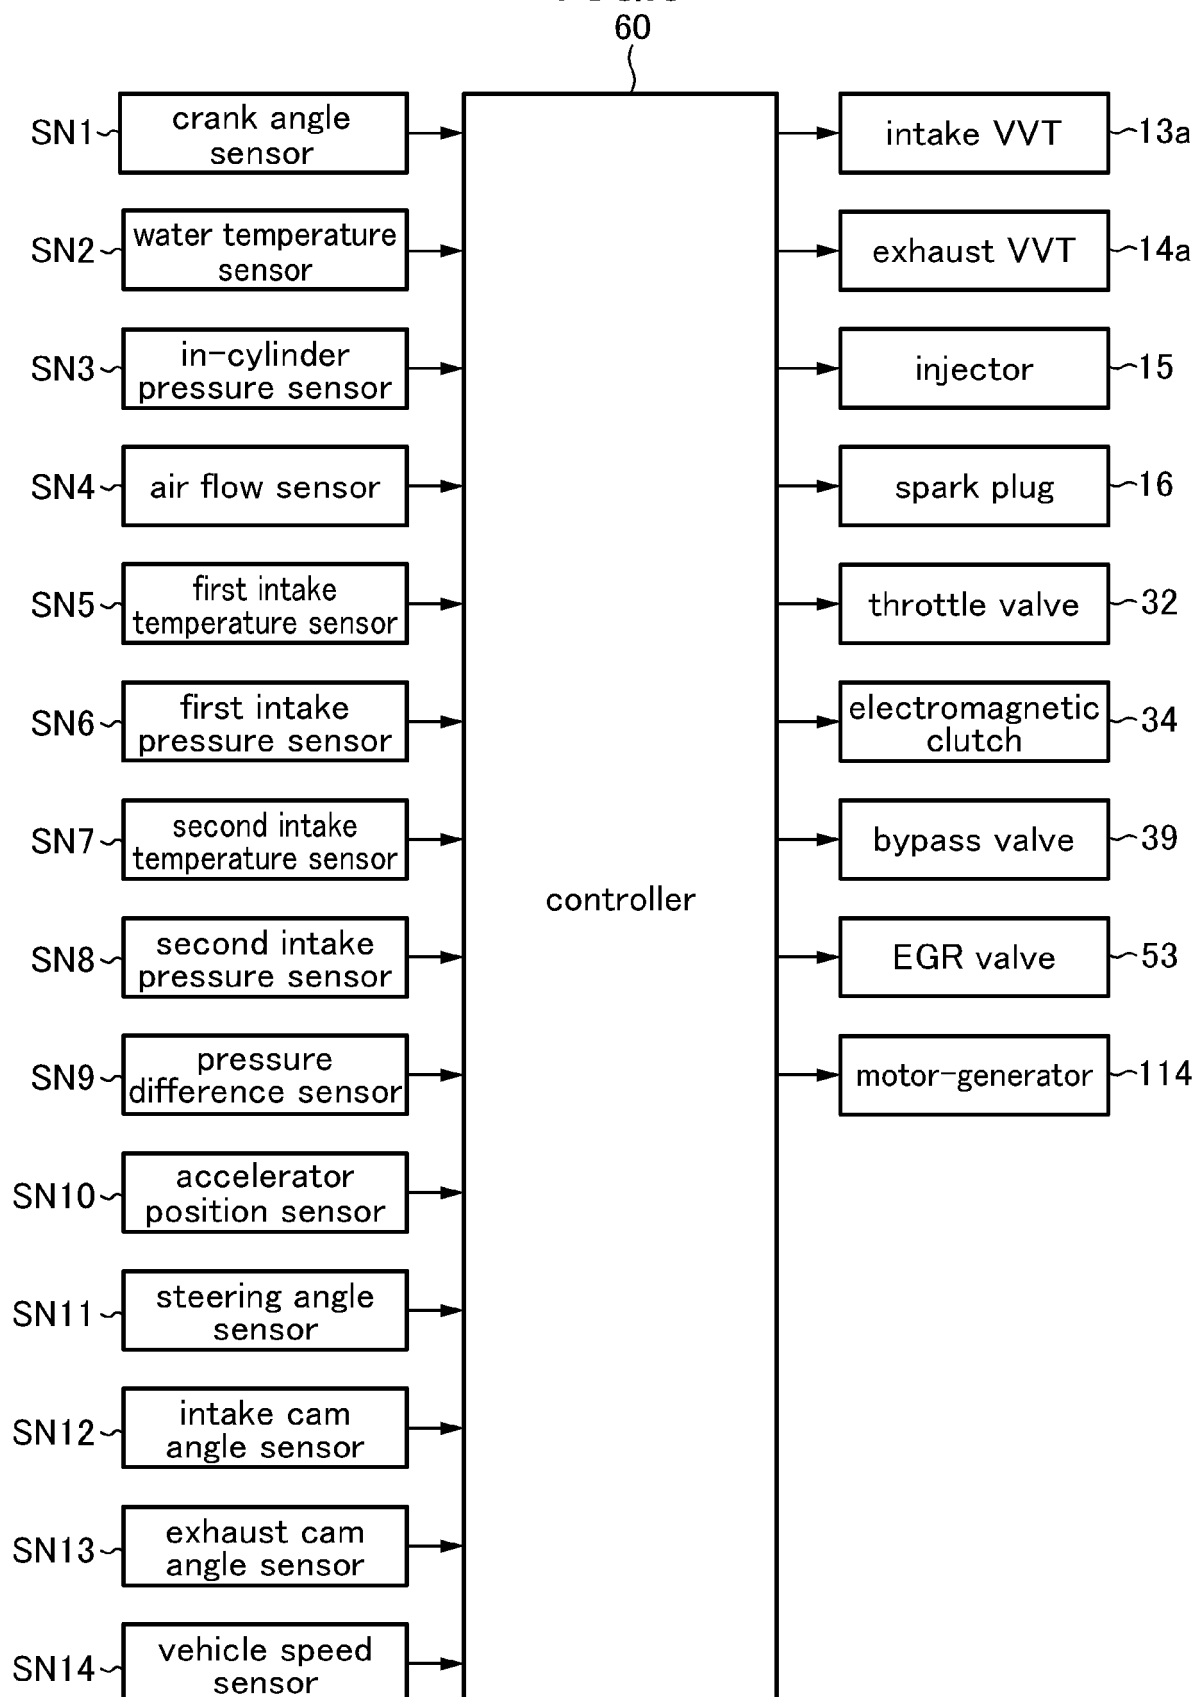 60
SN1
crank angle
sensor
intake VVT
13a
SN2
water temperature
sensor
exhaust VVT
14a
SN3
in-cylinder
pressure sensor
injector
15
SN4
air flow sensor
spark plug
16
SN5
first intake
temperature sensor
throttle valve
32
SN6
first intake
pressure sensor
electromagnetic
clutch
34
SN7
second intake
temperature sensor
bypass valve
39
controller
SN8
second intake
pressure sensor
EGR valve
53
SN9
pressure
difference sensor
motor-generator
114
SN10
accelerator
position sensor
SN11
steering angle
sensor
SN12
intake cam
angle sensor
SN13
exhaust cam
angle sensor
SN14
vehicle speed
sensor